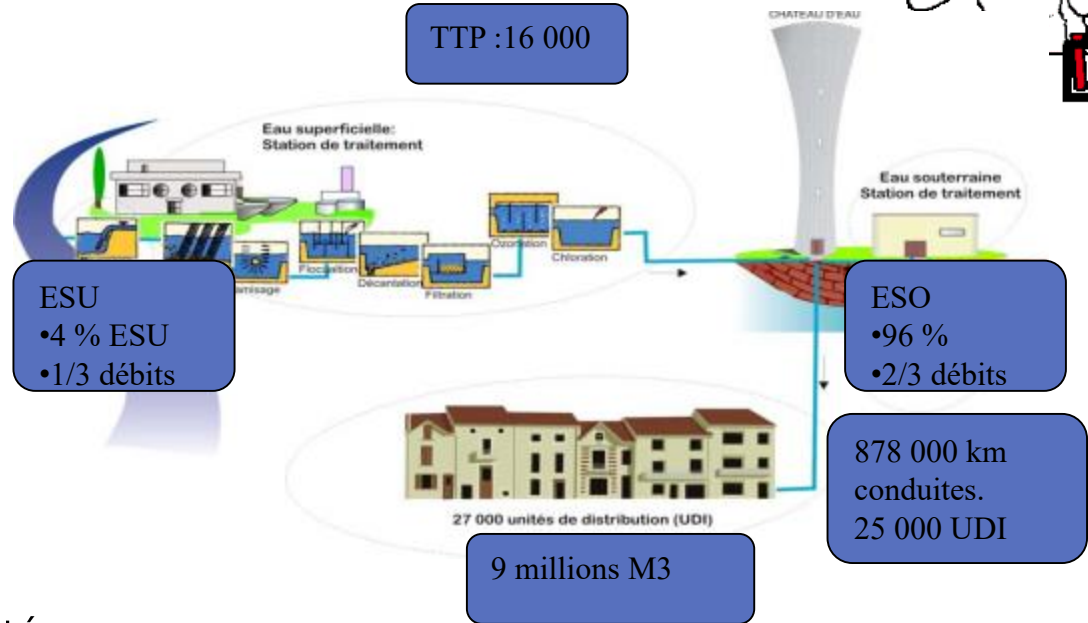 TTP :16 000
CHATEAU D'EAU
Eau superficielle:
Station de traitement
Eau souterraine
Station de traitement
Ozonation
Chloration
Floculation
Décantation
Filtration
ESU
•4 % ESU
•1/3 débits
ESO
•96 %
•2/3 débits
878 000 km
conduites.
25 000 UDI
27 000 unités de distribution (UDI)
9 millions M3